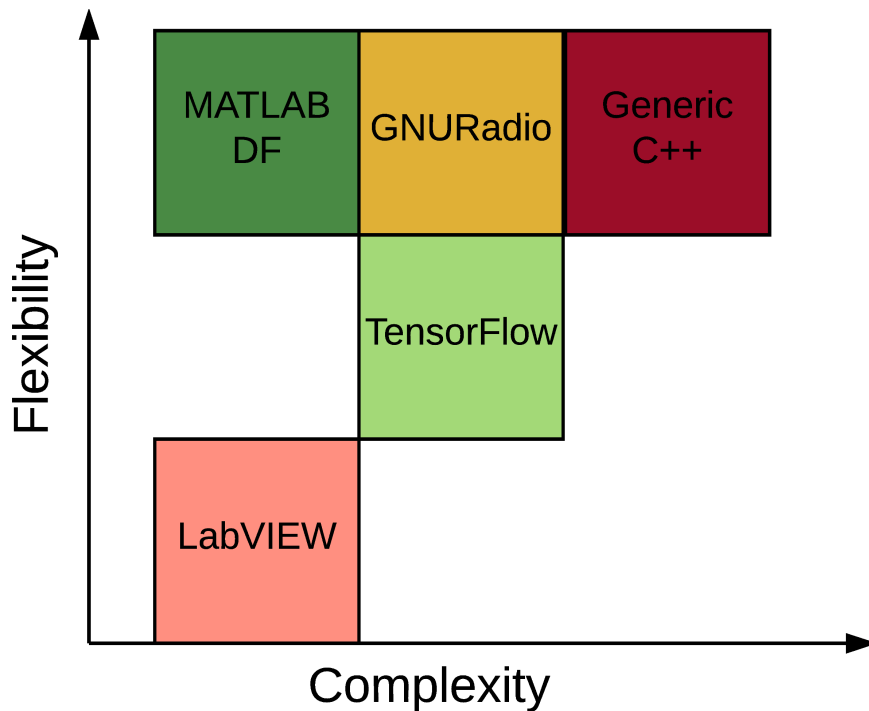 MATLAB
DF
GNURadio
Generic
C++
TensorFlow
LabVIEW
Flexibility
Complexity